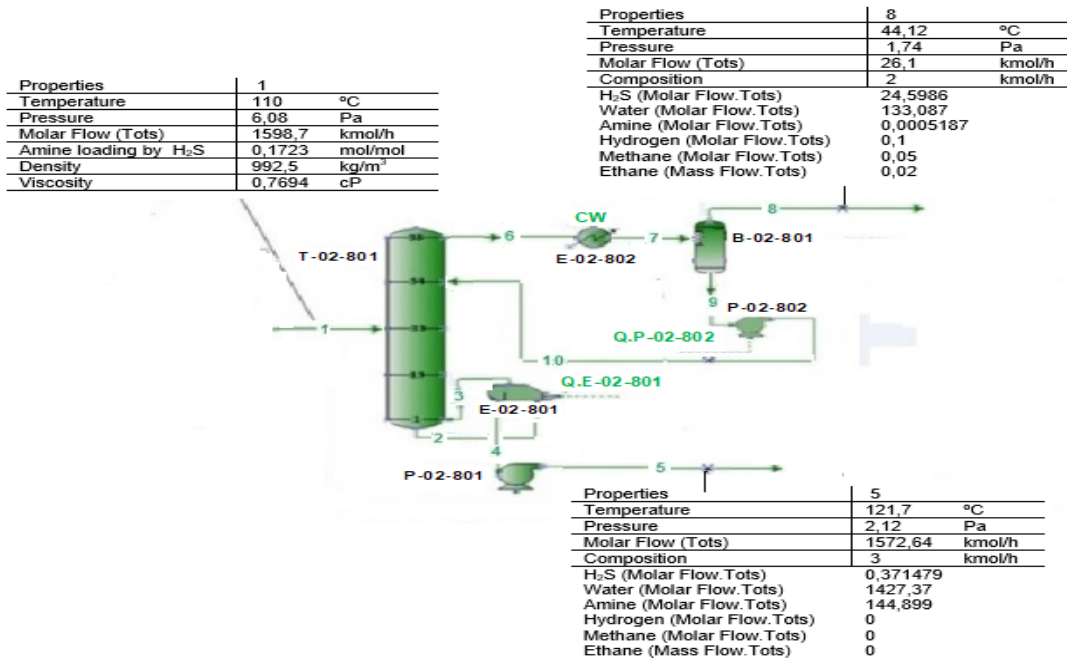 Properties 8
Temperature 44,12 ºC
Pressure 1,74 Pa
Molar Flow (Tots) 26,1 kmol/h
Composition 2 kmol/h
H₂S (Molar Flow.Tots) 24,5986
Water (Molar Flow.Tots) 133,087
Amine (Molar Flow.Tots) 0,0005187
Hydrogen (Molar Flow.Tots) 0,1
Methane (Molar Flow.Tots) 0,05
Ethane (Mass Flow.Tots) 0,02
Properties 1
Temperature 110 ºC
Pressure 6,08 Pa
Molar Flow (Tots) 1598,7 kmol/h
Amine loading by H₂S 0,1723 mol/mol
Density 992,5 kg/m³
Viscosity 0,7694 cP
T-02-801
1
6
CW
E-02-802
7
8
B-02-801
9
P-02-802
Q.P-02-802
10
Q.E-02-801
3
E-02-801
1
2
4
P-02-801
5
Properties 5
Temperature 121,7 ºC
Pressure 2,12 Pa
Molar Flow (Tots) 1572,64 kmol/h
Composition 3 kmol/h
H₂S (Molar Flow.Tots) 0,371479
Water (Molar Flow.Tots) 1427,37
Amine (Molar Flow.Tots) 144,899
Hydrogen (Molar Flow.Tots) 0
Methane (Molar Flow.Tots) 0
Ethane (Mass Flow.Tots) 0